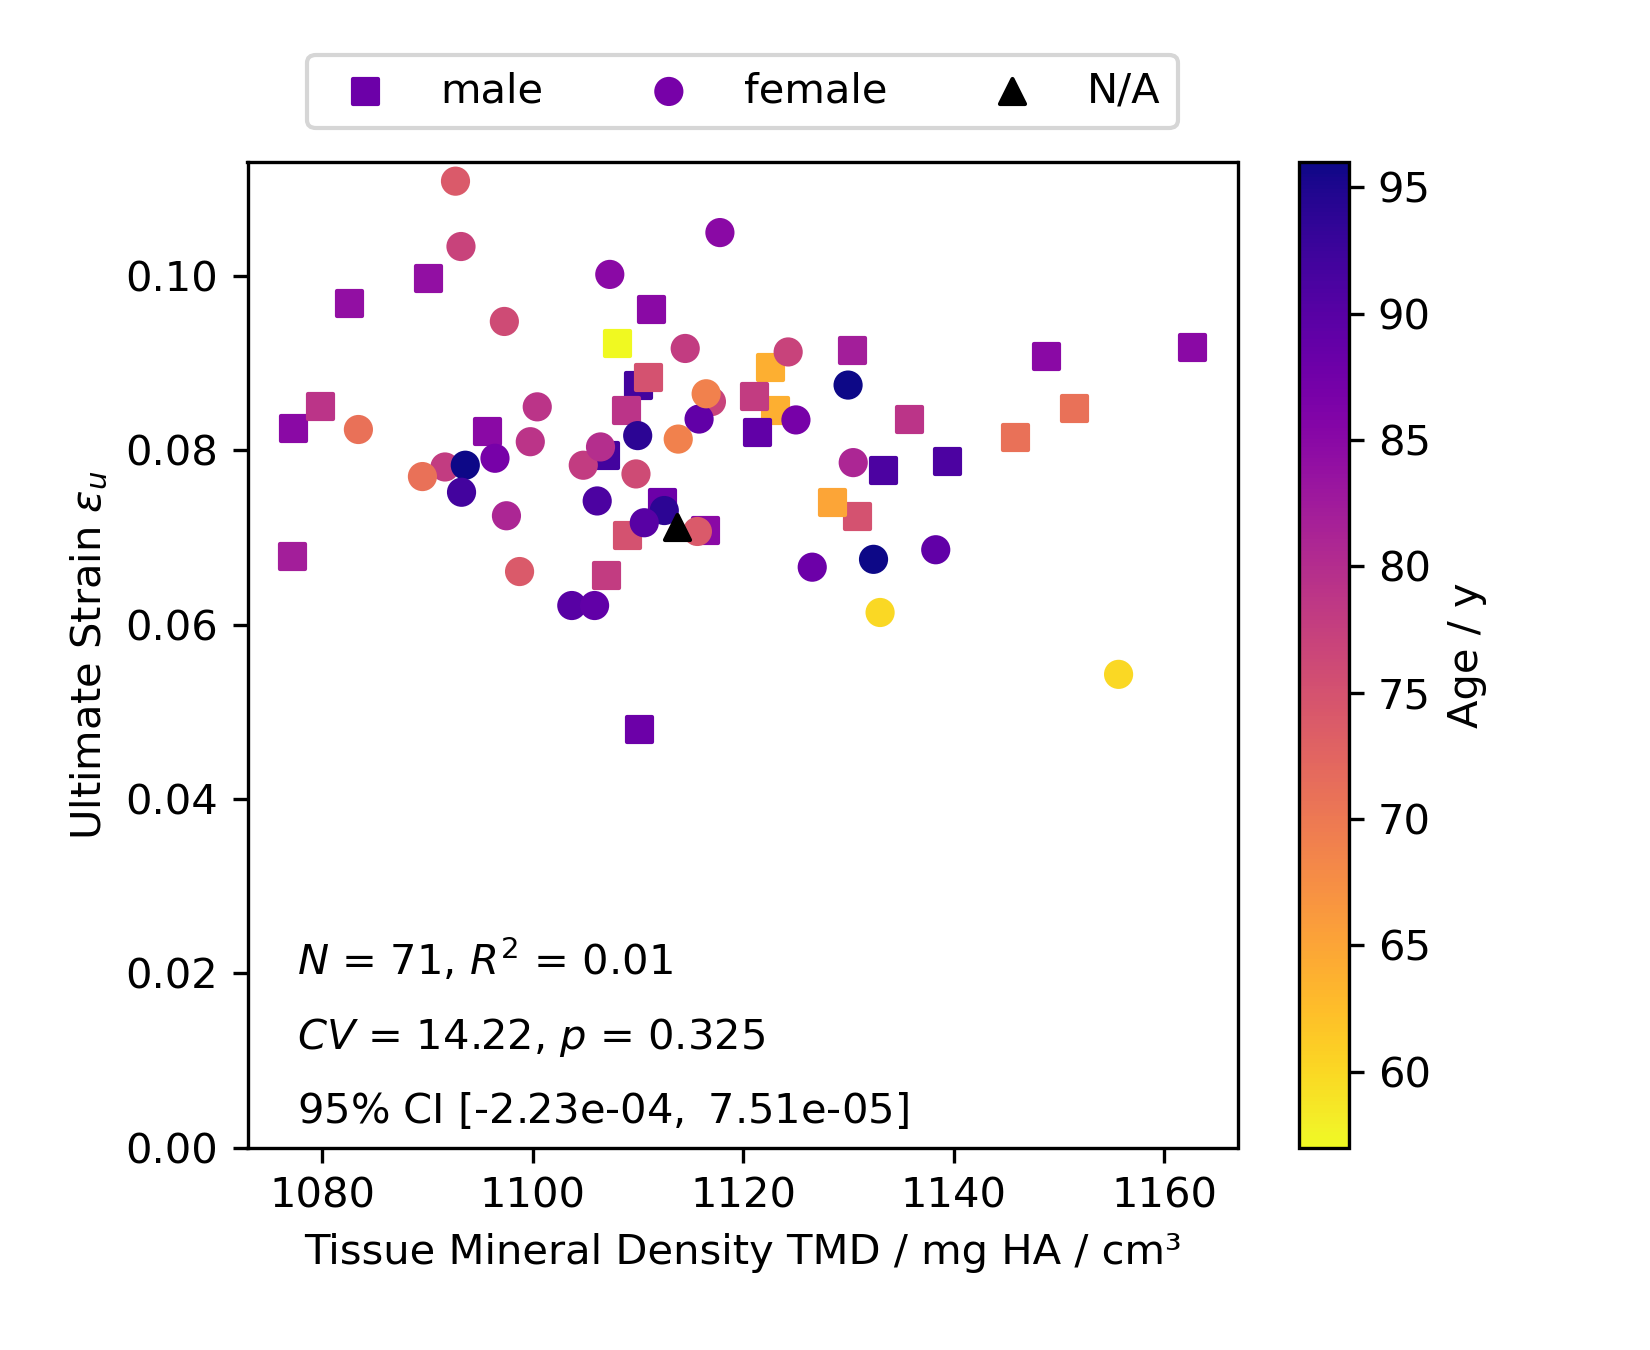 male female N/A
0.10
0.08
0.06
0.04
0.02
0.00
Ultimate Strain εu
N = 71, R² = 0.01
CV = 14.22, p = 0.325
95% CI [-2.23e-04, 7.51e-05]
1080 1100 1120 1140 1160
Tissue Mineral Density TMD / mg HA / cm³
95
90
85
80
75
70
65
60
Age / y